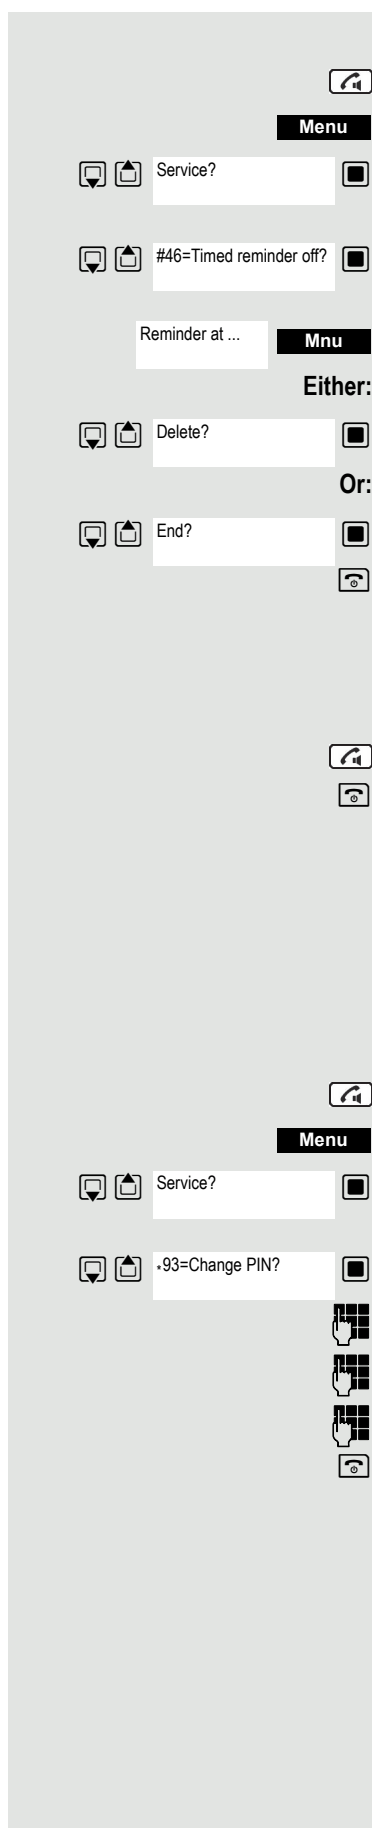 Menu
Service?
#46=Timed reminder off?
Reminder at ...
Mnu
Either:
Delete?
Or:
End?
Menu
Service?
*93=Change PIN?